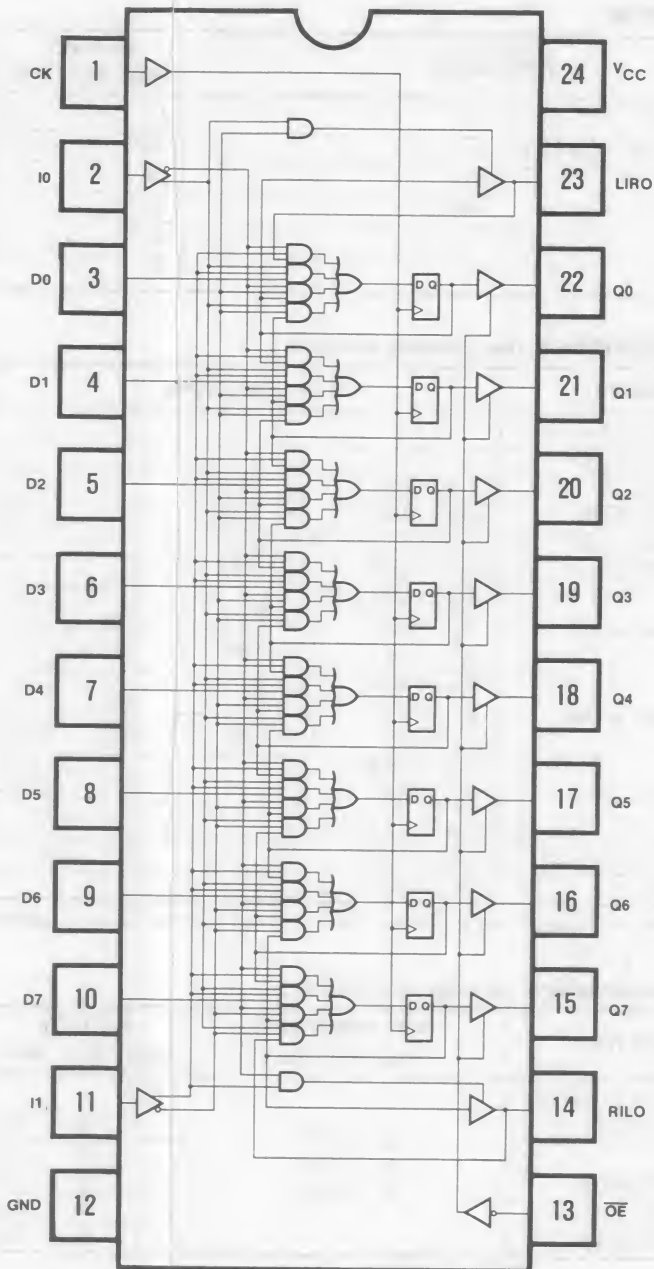 CK 1 24 VCC
I0 2 23 LIRO
D0 3 D Q 22 Q0
D1 4 D Q 21 Q1
D2 5 D Q 20 Q2
D3 6 D Q 19 Q3
D4 7 D Q 18 Q4
D5 8 D Q 17 Q5
D6 9 D Q 16 Q6
D7 10 D Q 15 Q7
I1 11 14 RILO
GND 12 13 OE